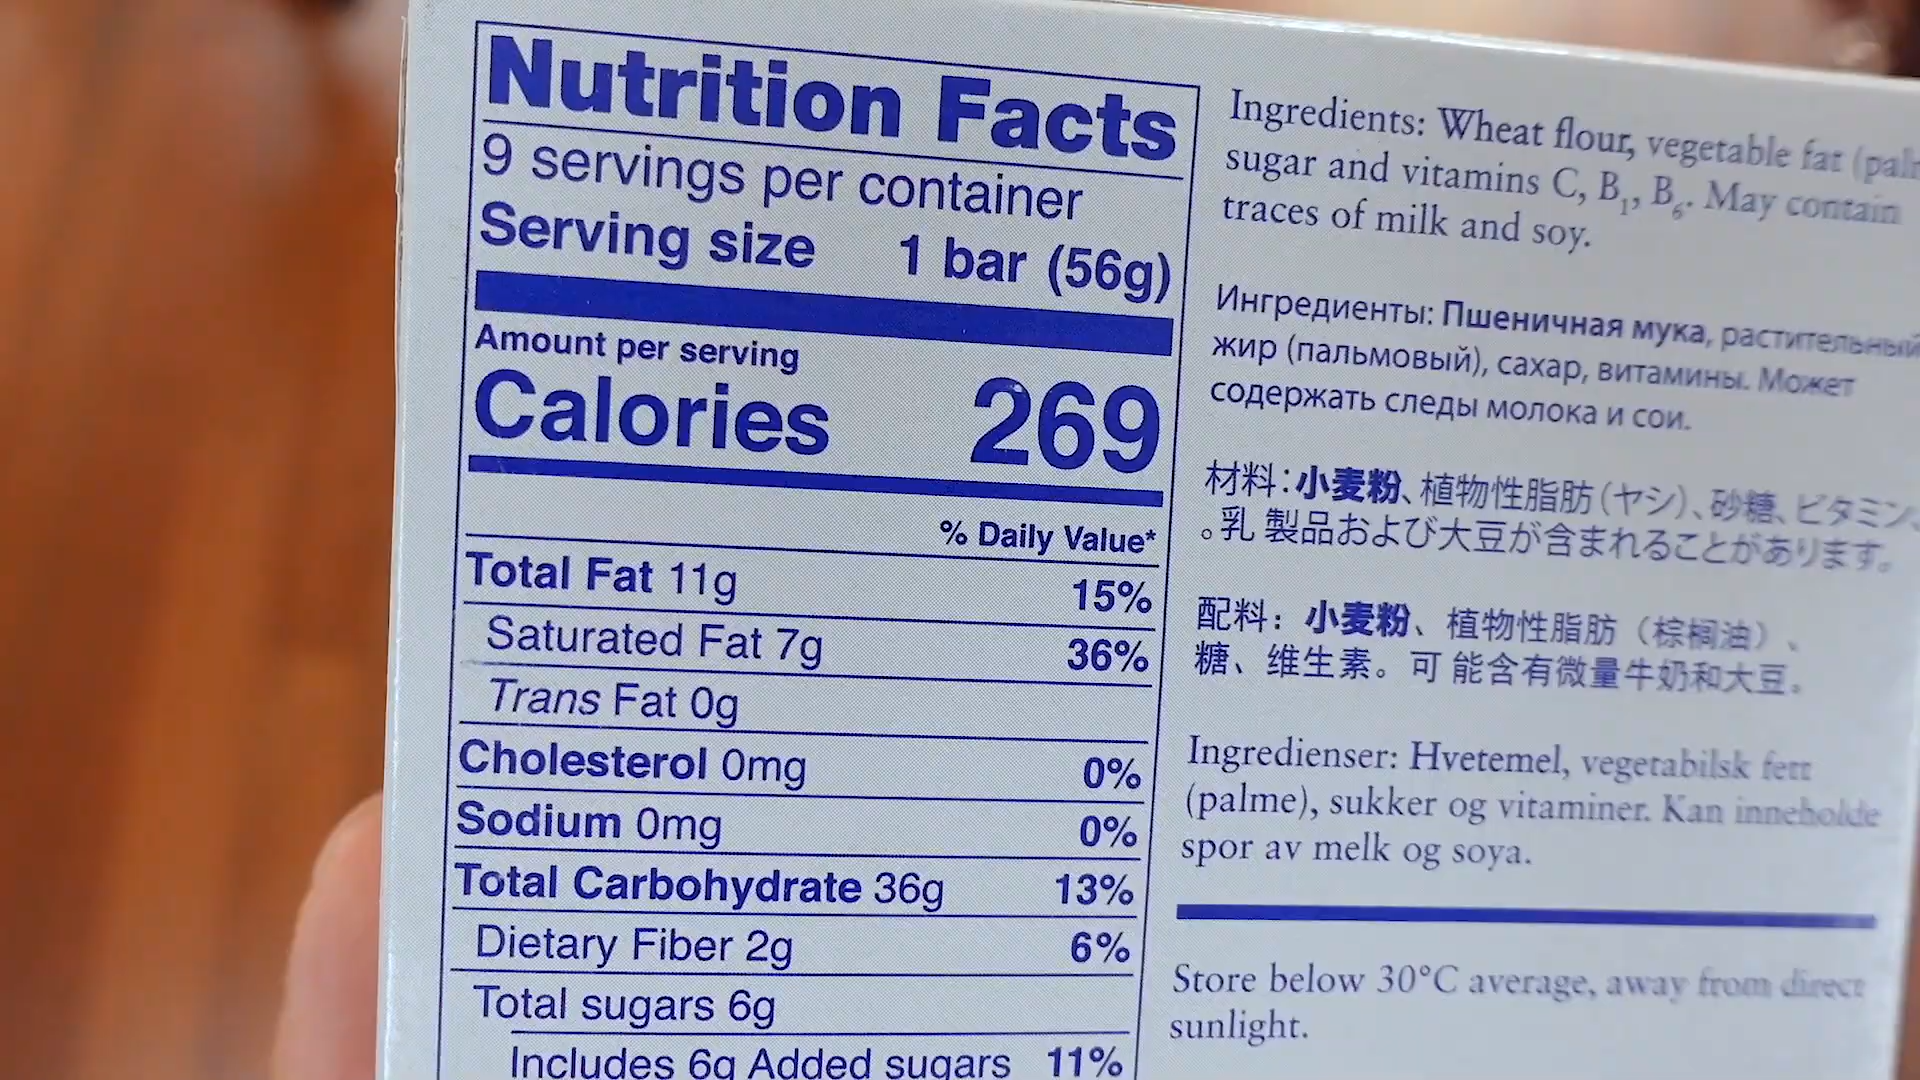 Nutrition Facts
9 servings per container
Serving size 1 bar (56g)
Amount per serving
Calories 269
% Daily Value*
Total Fat 11g 15%
Saturated Fat 7g 36%
Trans Fat 0g
Cholesterol 0mg 0%
Sodium 0mg 0%
Total Carbohydrate 36g 13%
Dietary Fiber 2g 6%
Total sugars 6g
Includes 6g Added sugars 11%
Ingredients: Wheat flour, vegetable fat
sugar and vitamins C, B₁, B₆. May contain
traces of milk and soy.
Ингредиенты: Пшеничная мука, растительный
жир (пальмовый), сахар, витамины. Может
содержать следы молока и сои.
材料：小麦粉、植物性脂肪（ヤシ）、砂糖、ビタミン、
。乳 製品および大豆が含まれることがあります。
配料：小麦粉、植物性脂肪（棕榈油）、
糖、维生素。可 能含有微量牛奶和大豆。
Ingredienser: Hvetemel, vegetabilsk fett
(palme), sukker og vitaminer. Kan inneholde
spor av melk og soya.
Store below 30°C average, away from direct
sunlight.